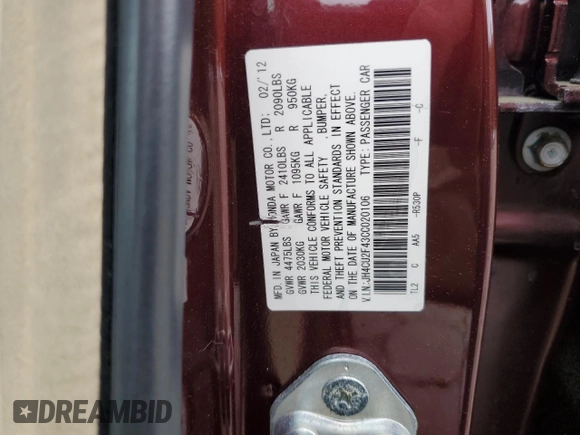 MFD. IN JAPAN BY HONDA MOTOR CO., LTD: 02/'12
GVWR 4475LBS GAWR F 2410LBS R 2090LBS
GVWR 2030KG GAWR F 1095KG R 950KG
THIS VEHICLE CONFORMS TO ALL APPLICABLE
FEDERAL MOTOR VEHICLE SAFETY , BUMPER,
AND THEFT PREVENTION STANDARDS IN EFFECT
ON THE DATE OF MANUFACTURE SHOWN ABOVE.
V.I.N:JH4CU2F43CC020106 TYPE: PASSENGER CAR
TL2 C AA5 -R530P -F -C
DREAMBID